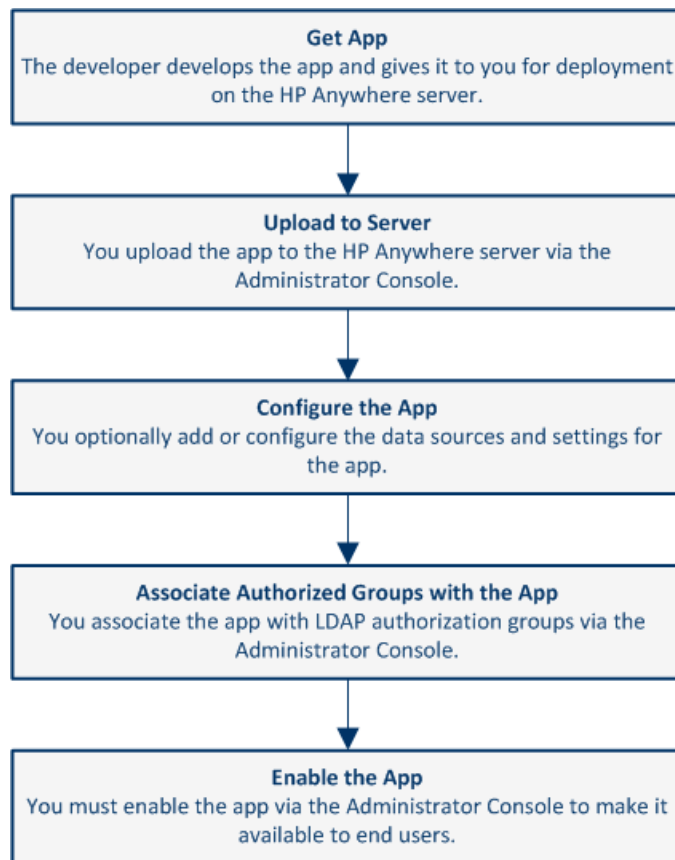 Get App
The developer develops the app and gives it to you for deployment
on the HP Anywhere server.
Upload to Server
You upload the app to the HP Anywhere server via the
Administrator Console.
Configure the App
You optionally add or configure the data sources and settings for
the app.
Associate Authorized Groups with the App
You associate the app with LDAP authorization groups via the
Administrator Console.
Enable the App
You must enable the app via the Administrator Console to make it
available to end users.